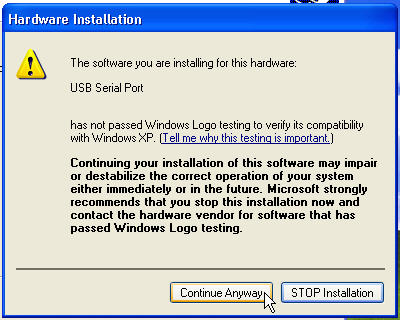 Hardware Installation
The software you are installing for this hardware:
USB Serial Port
has not passed Windows Logo testing to verify its compatibility
with Windows XP. (Tell me why this testing is important.)
Continuing your installation of this software may impair
or destabilize the correct operation of your system
either immediately or in the future. Microsoft strongly
recommends that you stop this installation now and
contact the hardware vendor for software that has
passed Windows Logo testing.
Continue Anyway
STOP Installation